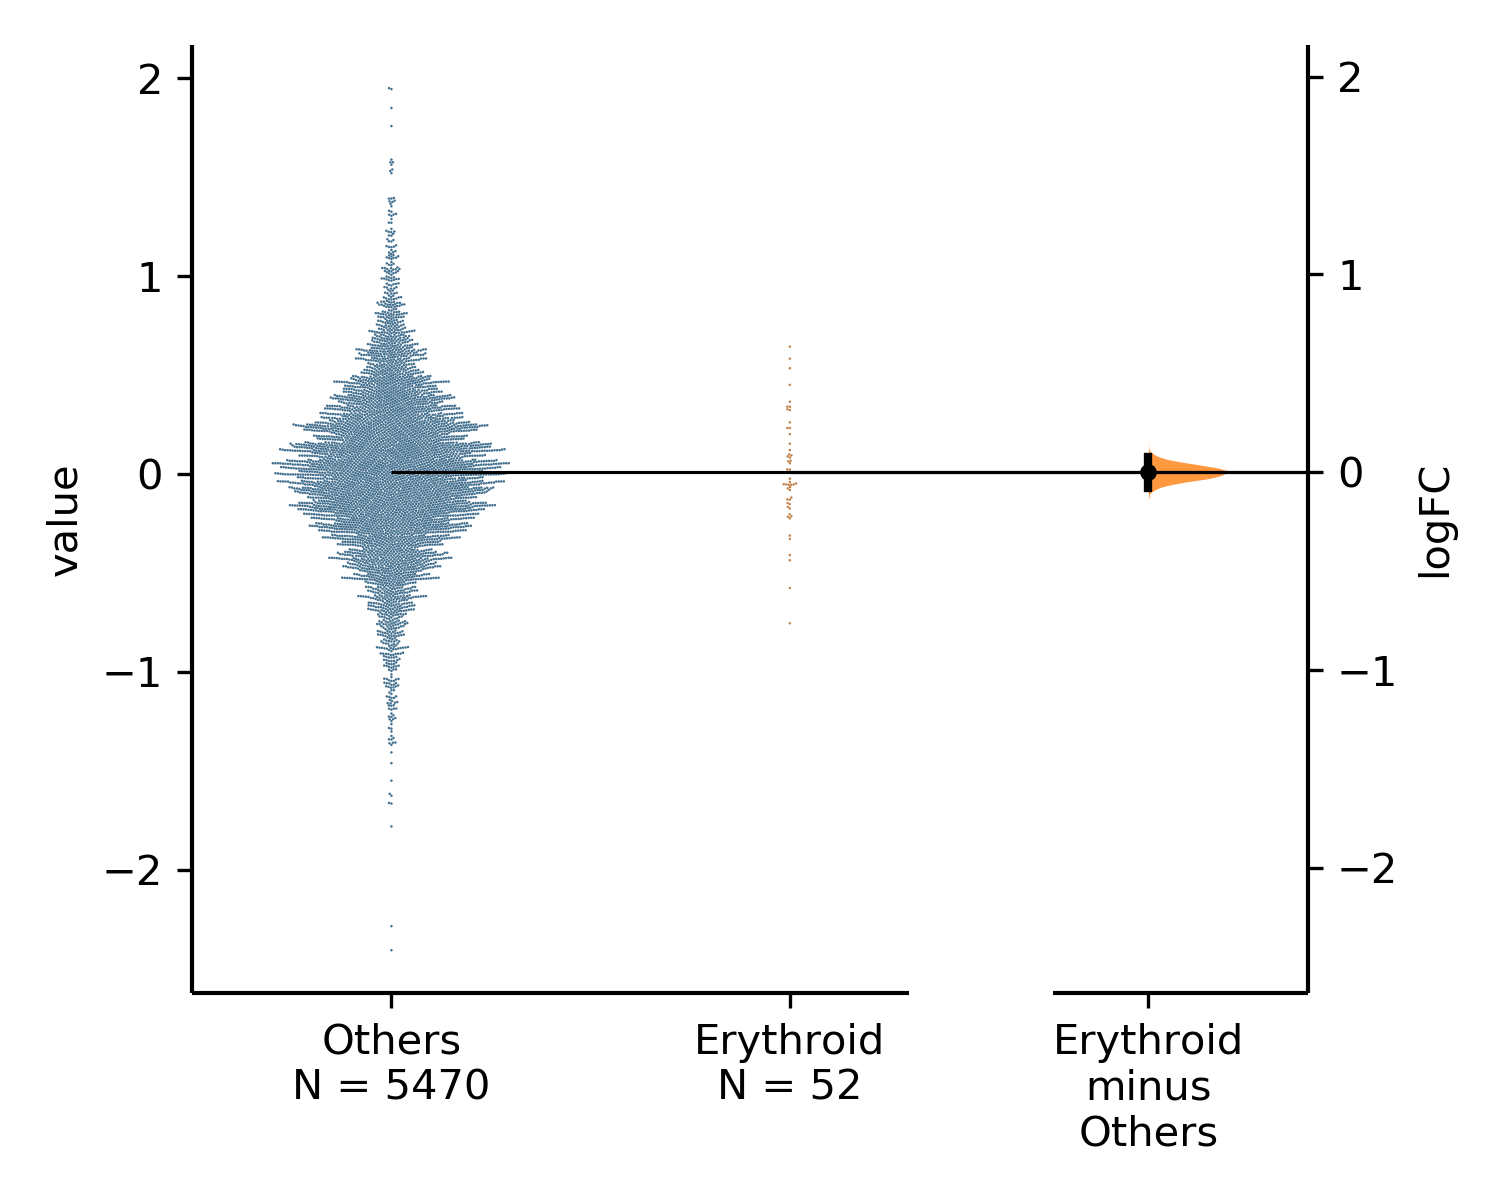 2
1
0
−1
−2
value
2
1
0
−1
−2
logFC
Others
N = 5470
Erythroid
N = 52
Erythroid
minus
Others